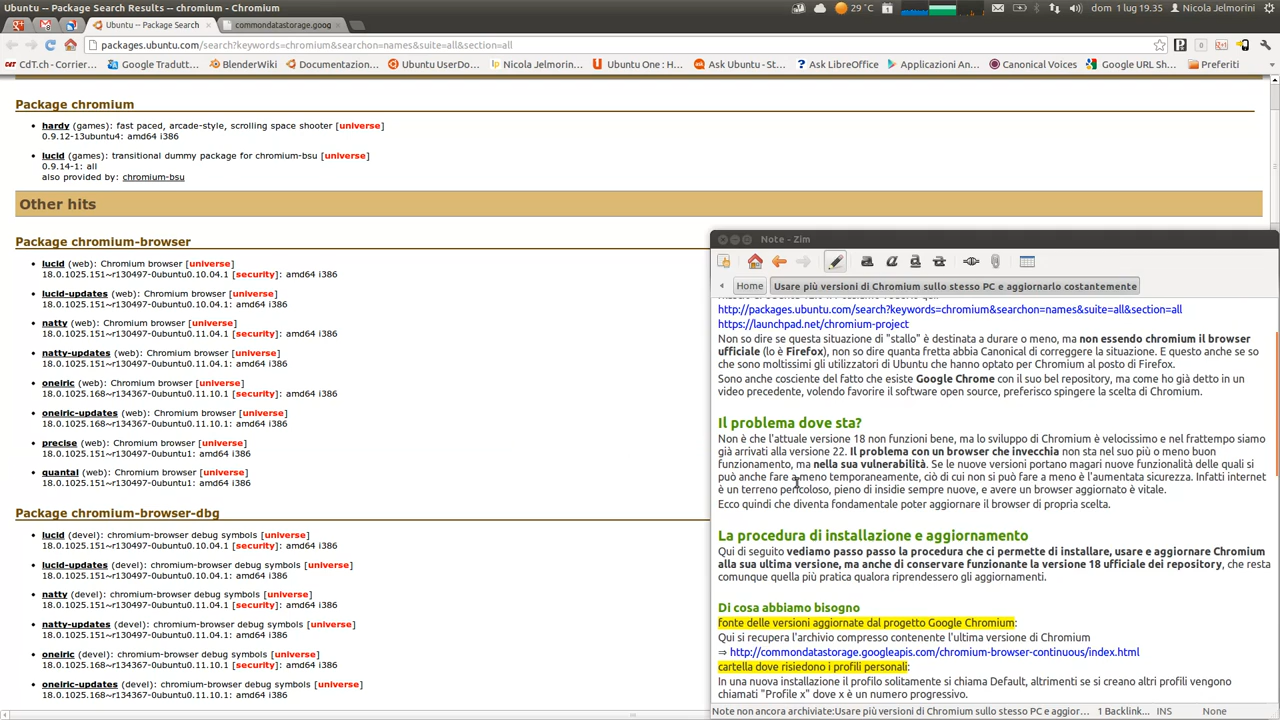 Ubuntu -- Package Search Results -- chromium - Chromium
29 °C
dom 1 lug 19.35
Nicola Jelmorini
Ubuntu -- Package Search
commondatastorage.goog
packages.ubuntu.com/search?keywords=chromium&searchon=names&suite=all&section=all
CdT.ch - Corrier...
Google Tradutt...
BlenderWiki
Documentazion...
Ubuntu UserDo...
Nicola Jelmorin...
Ubuntu One : H...
Ask Ubuntu - St...
Ask LibreOffice
Applicazioni An...
Canonical Voices
Google URL Sh...
Preferiti
Package chromium
hardy (games): fast paced, arcade-style, scrolling space shooter [universe]
0.9.12-13ubuntu4: amd64 i386
lucid (games): transitional dummy package for chromium-bsu [universe]
0.9.14-1: all
also provided by: chromium-bsu
Other hits
Package chromium-browser
lucid (web): Chromium browser [universe]
18.0.1025.151~r130497-0ubuntu0.10.04.1 [security]: amd64 i386
lucid-updates (web): Chromium browser [universe]
18.0.1025.151~r130497-0ubuntu0.10.04.1: amd64 i386
natty (web): Chromium browser [universe]
18.0.1025.151~r130497-0ubuntu0.11.04.1 [security]: amd64 i386
natty-updates (web): Chromium browser [universe]
18.0.1025.151~r130497-0ubuntu0.11.04.1: amd64 i386
oneiric (web): Chromium browser [universe]
18.0.1025.168~r134367-0ubuntu0.11.10.1 [security]: amd64 i386
oneiric-updates (web): Chromium browser [universe]
18.0.1025.168~r134367-0ubuntu0.11.10.1: amd64 i386
precise (web): Chromium browser [universe]
18.0.1025.151~r130497-0ubuntu1: amd64 i386
quantal (web): Chromium browser [universe]
18.0.1025.151~r130497-0ubuntu1: amd64 i386
Package chromium-browser-dbg
lucid (devel): chromium-browser debug symbols [universe]
18.0.1025.151~r130497-0ubuntu0.10.04.1 [security]: amd64 i386
lucid-updates (devel): chromium-browser debug symbols [universe]
18.0.1025.151~r130497-0ubuntu0.10.04.1: amd64 i386
natty (devel): chromium-browser debug symbols [universe]
18.0.1025.151~r130497-0ubuntu0.11.04.1 [security]: amd64 i386
natty-updates (devel): chromium-browser debug symbols [universe]
18.0.1025.151~r130497-0ubuntu0.11.04.1: amd64 i386
oneiric (devel): chromium-browser debug symbols [universe]
18.0.1025.168~r134367-0ubuntu0.11.10.1 [security]: amd64 i386
oneiric-updates (devel): chromium-browser debug symbols [universe]
18.0.1025.168~r134367-0ubuntu0.11.10.1: amd64 i386
Note - Zim
Home
Usare più versioni di Chromium sullo stesso PC e aggiornarlo costantemente
http://packages.ubuntu.com/search?keywords=chromium&searchon=names&suite=all&section=all
https://launchpad.net/chromium-project
Non so dire se questa situazione di "stallo" è destinata a durare o meno, ma non essendo chromium il browser
ufficiale (lo è Firefox), non so dire quanta fretta abbia Canonical di correggere la situazione. E questo anche se so
che sono moltissimi gli utilizzatori di Ubuntu che hanno optato per Chromium al posto di Firefox.
Sono anche cosciente del fatto che esiste Google Chrome con il suo bel repository, ma come ho già detto in un
video precedente, volendo favorire il software open source, preferisco spingere la scelta di Chromium.
Il problema dove sta?
Non è che l'attuale versione 18 non funzioni bene, ma lo sviluppo di Chromium è velocissimo e nel frattempo siamo
già arrivati alla versione 22. Il problema con un browser che invecchia non sta nel suo più o meno buon
funzionamento, ma nella sua vulnerabilità. Se le nuove versioni portano magari nuove funzionalità delle quali si
può anche fare a meno temporaneamente, ciò di cui non si può fare a meno è l'aumentata sicurezza. Infatti internet
è un terreno pericoloso, pieno di insidie sempre nuove, e avere un browser aggiornato è vitale.
Ecco quindi che diventa fondamentale poter aggiornare il browser di propria scelta.
La procedura di installazione e aggiornamento
Qui di seguito vediamo passo passo la procedura che ci permette di installare, usare e aggiornare Chromium
alla sua ultima versione, ma anche di conservare funzionante la versione 18 ufficiale dei repository, che resta
comunque quella più pratica qualora riprendessero gli aggiornamenti.
Di cosa abbiamo bisogno
fonte delle versioni aggiornate dal progetto Google Chromium:
Qui si recupera l'archivio compresso contenente l'ultima versione di Chromium
⇒ http://commondatastorage.googleapis.com/chromium-browser-continuous/index.html
cartella dove risiedono i profili personali:
In una nuova installazione il profilo solitamente si chiama Default, altrimenti se si creano altri profili vengono
chiamati "Profile x" dove x è un numero progressivo.
Note non ancora archiviate:Usare più versioni di Chromium sullo stesso PC e aggior...
1 Backlink...
INS
None